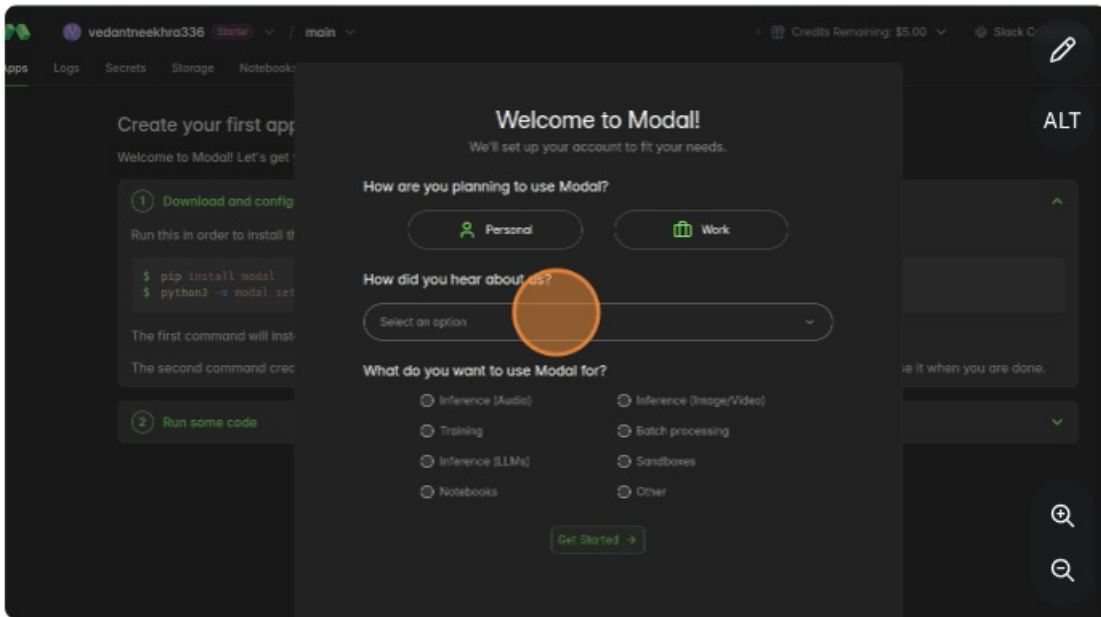 vedantneekhra336 Starter / main Credits Remaining: $5.00 Slack
Apps Logs Secrets Storage Notebooks
ALT
Create your first app
Welcome to Modal! Let's get
Welcome to Modal!
We'll set up your account to fit your needs.
How are you planning to use Modal?
Personal Work
1 Download and config
Run this in order to install th
$ pip install modal
$ python3 -m modal set
How did you hear about us?
Select an option
The first command will inst
The second command crea
se it when you are done.
What do you want to use Modal for?
Inference (Audio) Inference (Image/Video)
Training Batch processing
Inference (LLMs) Sandboxes
Notebooks Other
2 Run some code
Get Started →